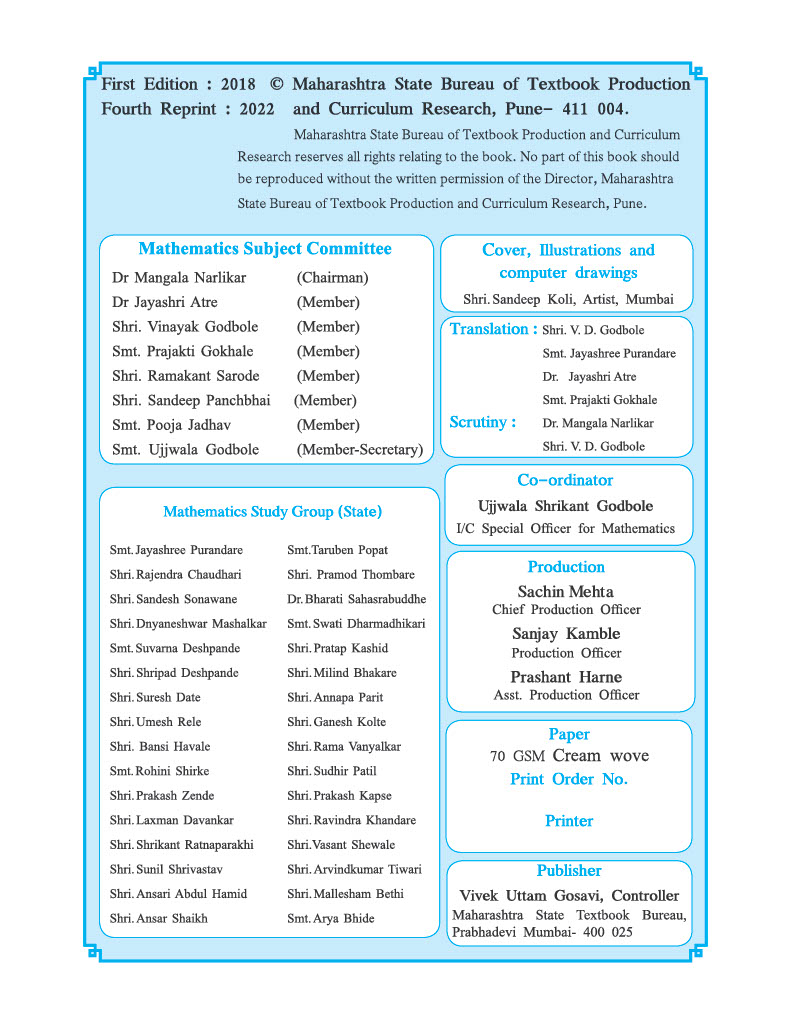 First Edition : 2018 © Maharashtra State Bureau of Textbook Production
Fourth Reprint : 2022 and Curriculum Research, Pune- 411 004.
Maharashtra State Bureau of Textbook Production and Curriculum
Research reserves all rights relating to the book. No part of this book should
be reproduced without the written permission of the Director, Maharashtra
State Bureau of Textbook Production and Curriculum Research, Pune.
Mathematics Subject Committee
Dr Mangala Narlikar (Chairman)
Dr Jayashri Atre (Member)
Shri. Vinayak Godbole (Member)
Smt. Prajakti Gokhale (Member)
Shri. Ramakant Sarode (Member)
Shri. Sandeep Panchbhai (Member)
Smt. Pooja Jadhav (Member)
Smt. Ujjwala Godbole (Member-Secretary)
Mathematics Study Group (State)
Smt. Jayashree Purandare Smt. Taruben Popat
Shri. Rajendra Chaudhari Shri. Pramod Thombare
Shri. Sandesh Sonawane Dr. Bharati Sahasrabuddhe
Shri. Dnyaneshwar Mashalkar Smt. Swati Dharmadhikari
Smt. Suvarna Deshpande Shri. Pratap Kashid
Shri. Shripad Deshpande Shri. Milind Bhakare
Shri. Suresh Date Shri. Annapa Parit
Shri. Umesh Rele Shri. Ganesh Kolte
Shri. Bansi Havale Shri. Rama Vanyalkar
Smt. Rohini Shirke Shri. Sudhir Patil
Shri. Prakash Zende Shri. Prakash Kapse
Shri. Laxman Davankar Shri. Ravindra Khandare
Shri. Shrikant Ratnaparakhi Shri. Vasant Shewale
Shri. Sunil Shrivastav Shri. Arvindkumar Tiwari
Shri. Ansari Abdul Hamid Shri. Mallesham Bethi
Shri. Ansar Shaikh Smt. Arya Bhide
Cover, Illustrations and
computer drawings
Shri. Sandeep Koli, Artist, Mumbai
Translation : Shri. V. D. Godbole
Smt. Jayashree Purandare
Dr. Jayashri Atre
Smt. Prajakti Gokhale
Scrutiny : Dr. Mangala Narlikar
Shri. V. D. Godbole
Co-ordinator
Ujjwala Shrikant Godbole
I/C Special Officer for Mathematics
Production
Sachin Mehta
Chief Production Officer
Sanjay Kamble
Production Officer
Prashant Harne
Asst. Production Officer
Paper
70 GSM Cream wove
Print Order No.
Printer
Publisher
Vivek Uttam Gosavi, Controller
Maharashtra State Textbook Bureau,
Prabhadevi Mumbai- 400 025